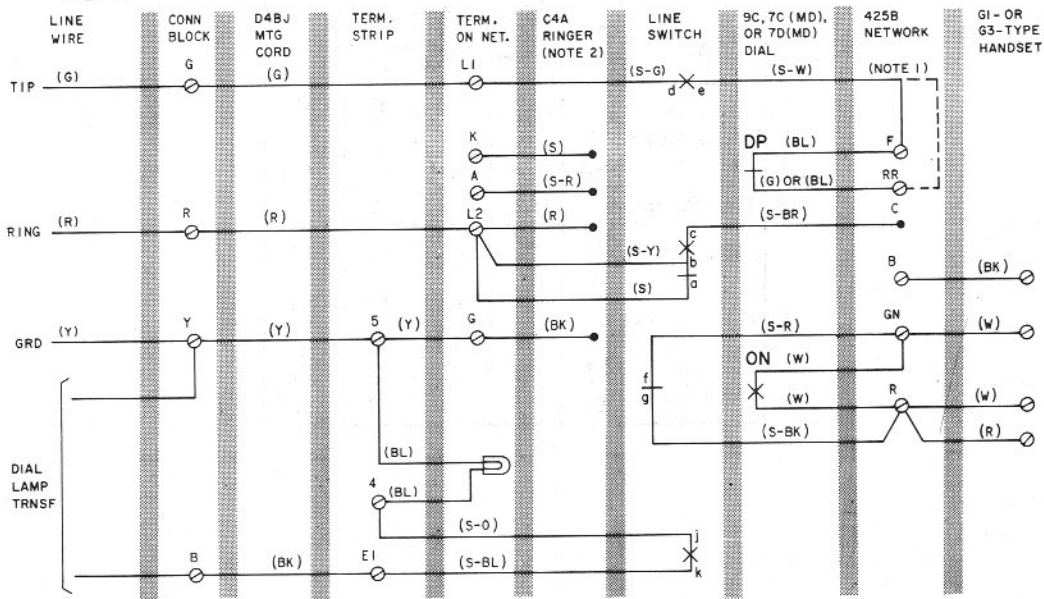 LINE WIRE
CONN BLOCK
D4BJ MTG CORD
TERM. STRIP
TERM. ON NET.
C4A RINGER (NOTE 2)
LINE SWITCH
9C, 7C (MD), OR 7D (MD) DIAL
425B NETWORK
G1- OR G3-TYPE HANDSET
TIP (G) G (G) L1 (S-G) d e (S-W) (NOTE 1)
DP (BL) F
K (S)
A (S-R) (G) OR (BL) RR
RING (R) R (R) L2 (R) (S-BR) C
c
(S-Y) b
a
(S)
B (BK)
GRD (Y) Y (Y) 5 (Y) G (BK) (S-R) GN (W)
ON (W)
f
g
(W) R (W)
(S-BK) (R)
(BL)
DIAL LAMP TRNSF
4 (BL)
(S-O) j
B (BK) E1 (S-BL) k